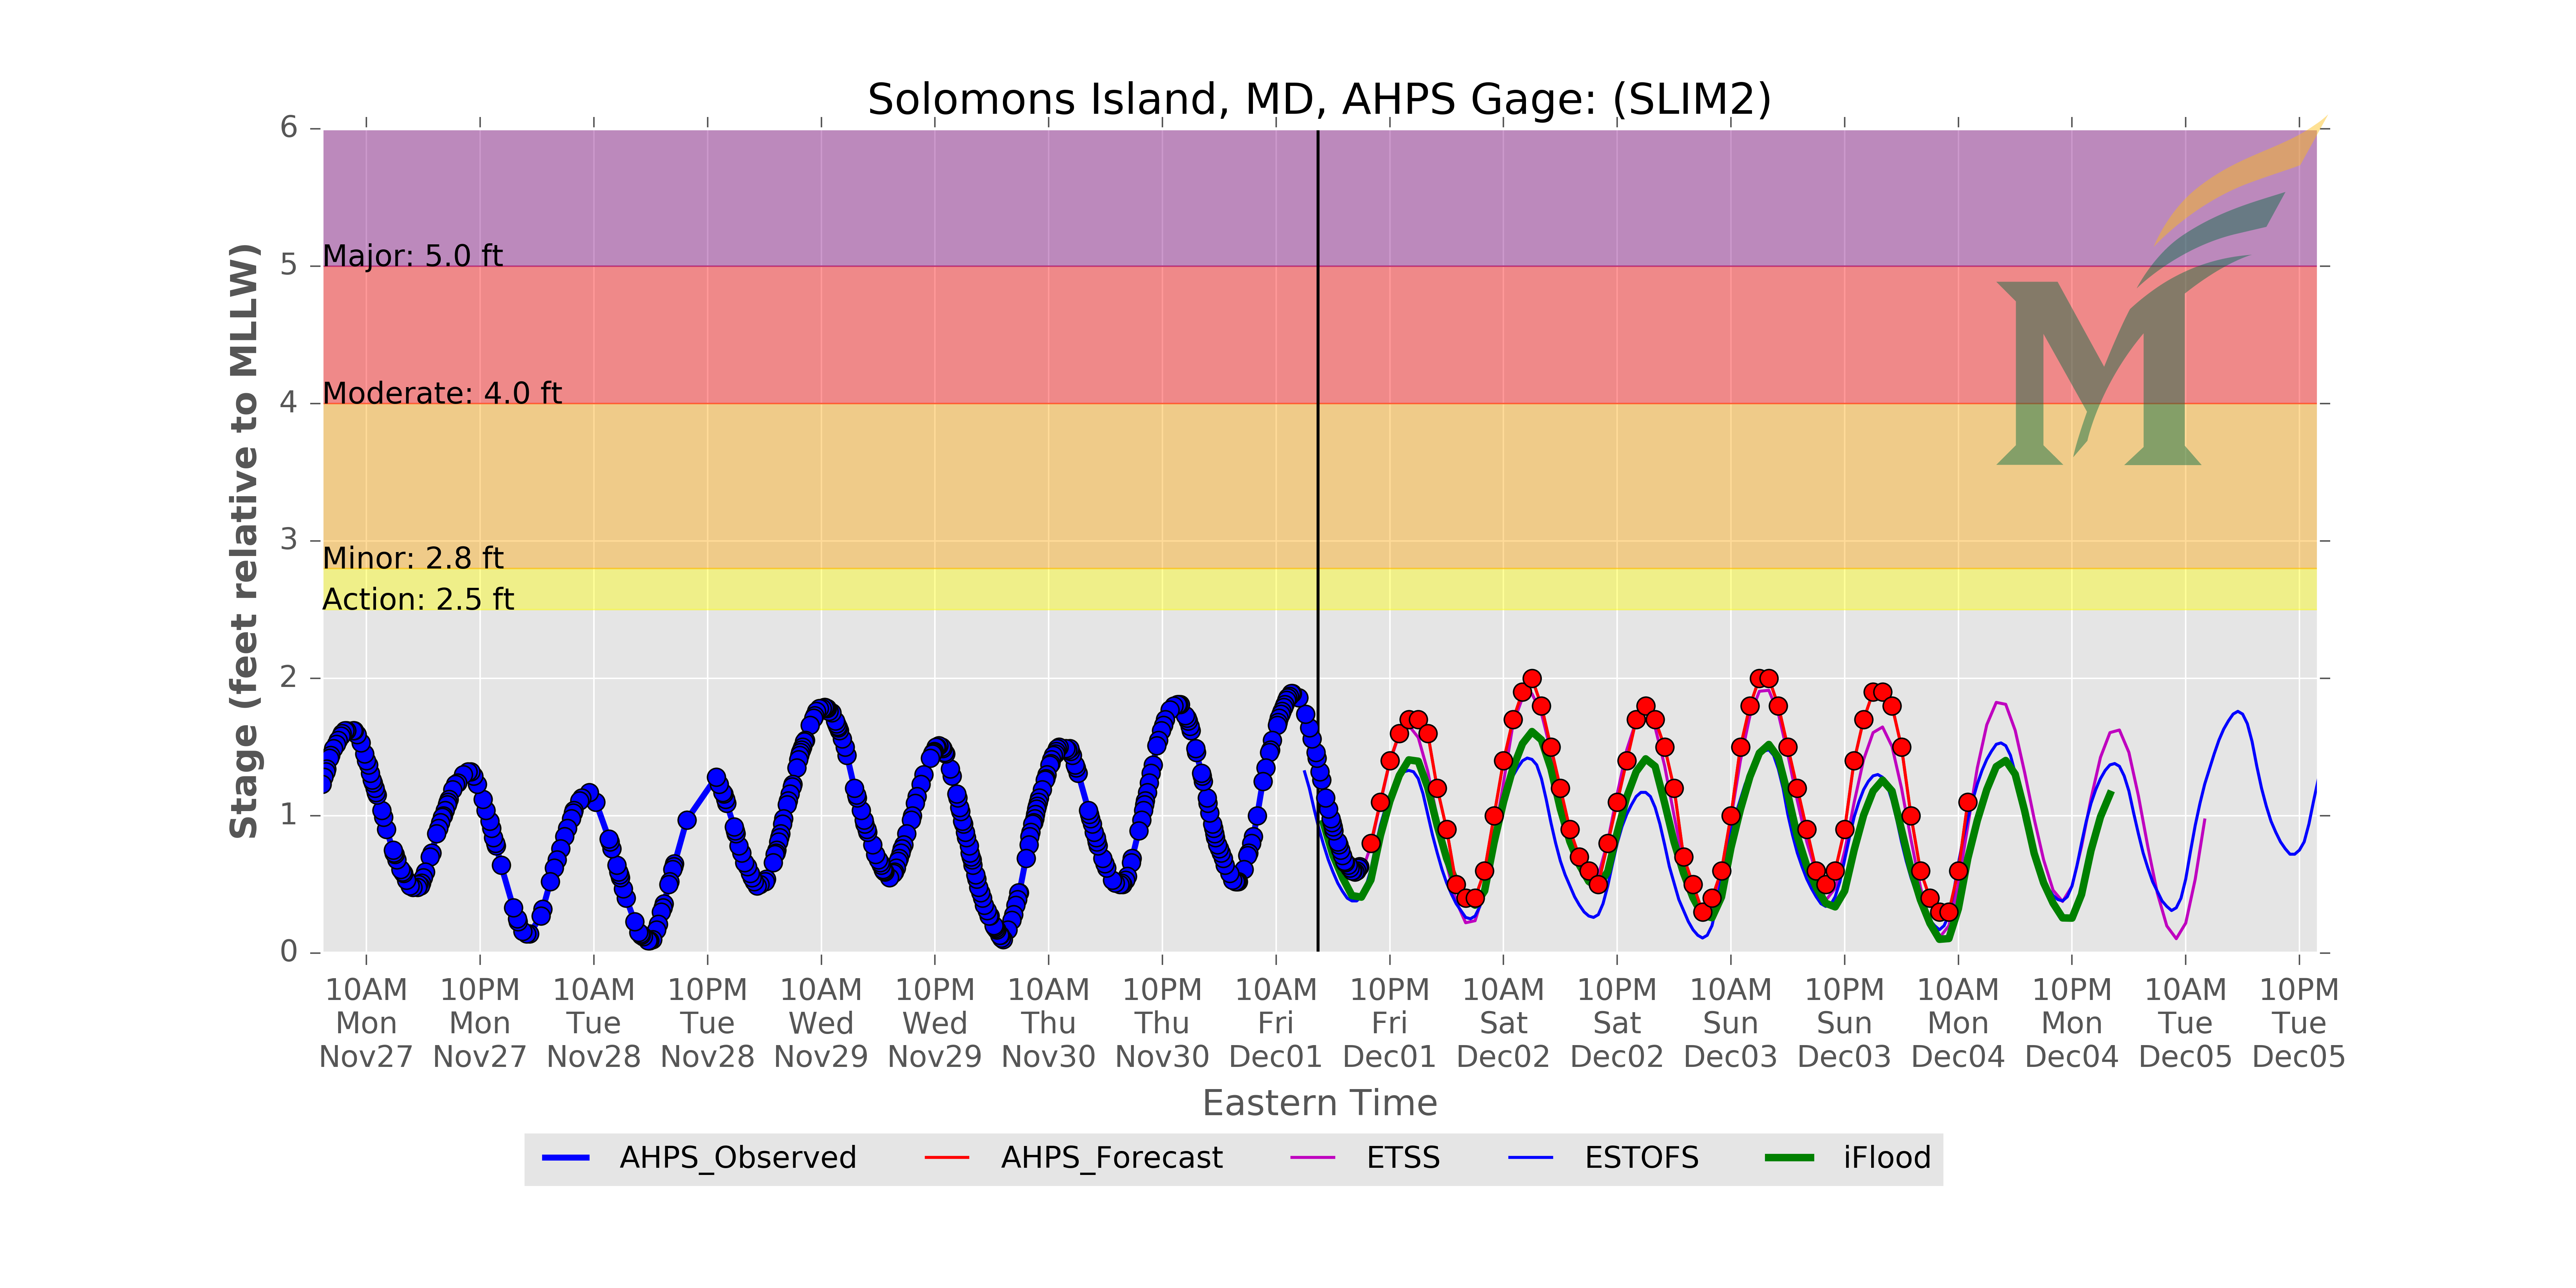 Solomons Island, MD, AHPS Gage: (SLIM2)
Stage (feet relative to MLLW)
6
5
4
3
2
1
0
Major: 5.0 ft
Moderate: 4.0 ft
Minor: 2.8 ft
Action: 2.5 ft
M
10AM 10PM 10AM 10PM 10AM 10PM 10AM 10PM 10AM 10PM 10AM 10PM 10AM 10PM 10AM 10PM 10AM 10PM
Mon Mon Tue Tue Wed Wed Thu Thu Fri Fri Sat Sat Sun Sun Mon Mon Tue Tue
Nov27 Nov27 Nov28 Nov28 Nov29 Nov29 Nov30 Nov30 Dec01 Dec01 Dec02 Dec02 Dec03 Dec03 Dec04 Dec04 Dec05 Dec05
Eastern Time
AHPS_Observed AHPS_Forecast ETSS ESTOFS iFlood